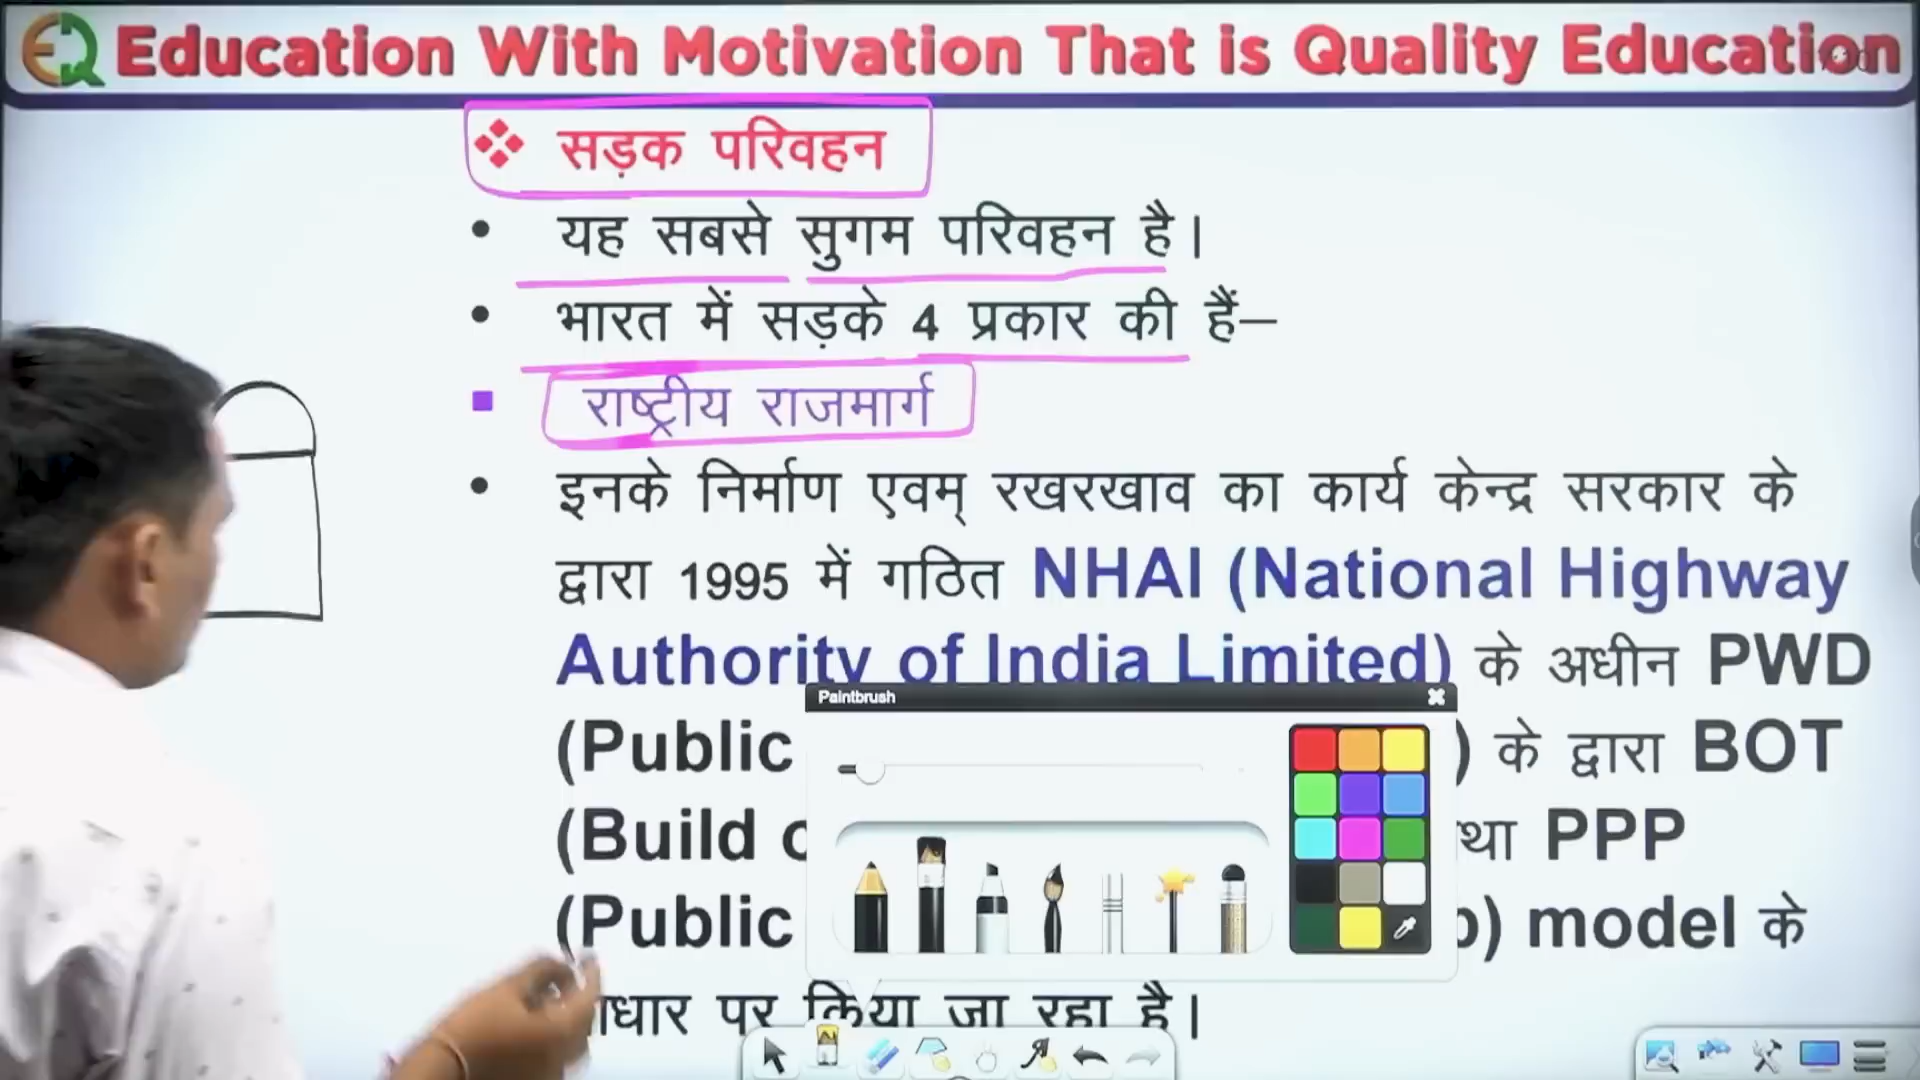 EQ Education With Motivation That is Quality Education
❖ सड़क परिवहन
• यह सबसे सुगम परिवहन है।
• भारत में सड़के 4 प्रकार की हैं–
▪ राष्ट्रीय राजमार्ग
• इनके निर्माण एवम् रखरखाव का कार्य केन्द्र सरकार के
द्वारा 1995 में गठित NHAI (National Highway
Authority of India Limited) के अधीन PWD
Paintbrush
(Public ) के द्वारा BOT
(Build PPP
(Public ) model के
पर किया जा रहा है।